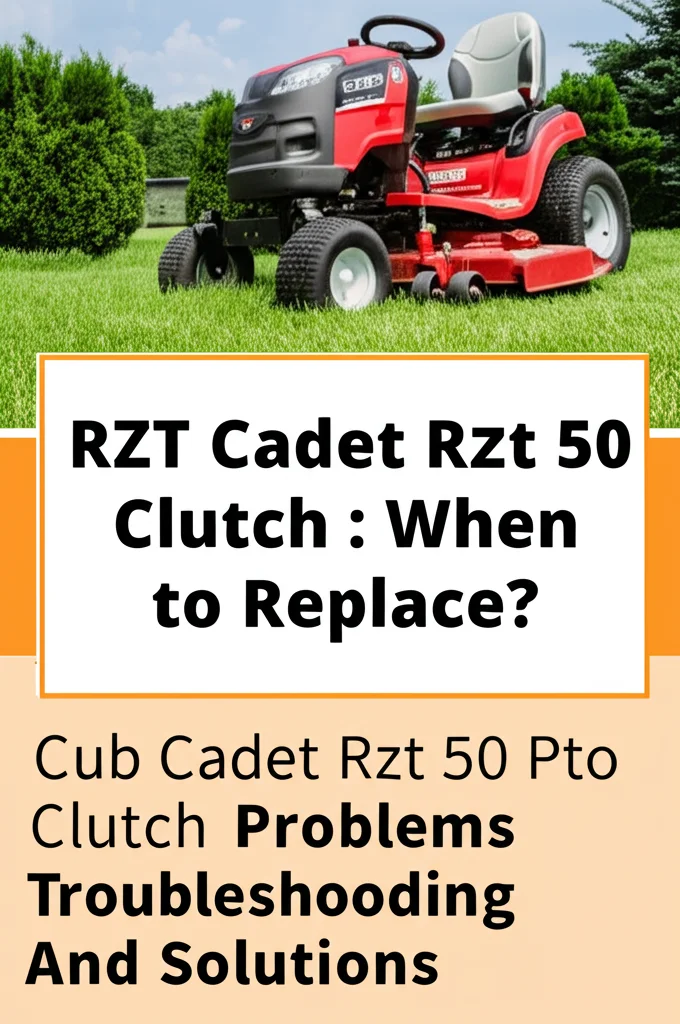 RZT Cadet Rzt 50
Clutch : When
to Replace?
Cub Cadet Rzt 50 Pto
Clutch Problems
Troubleshooding
And Solutions